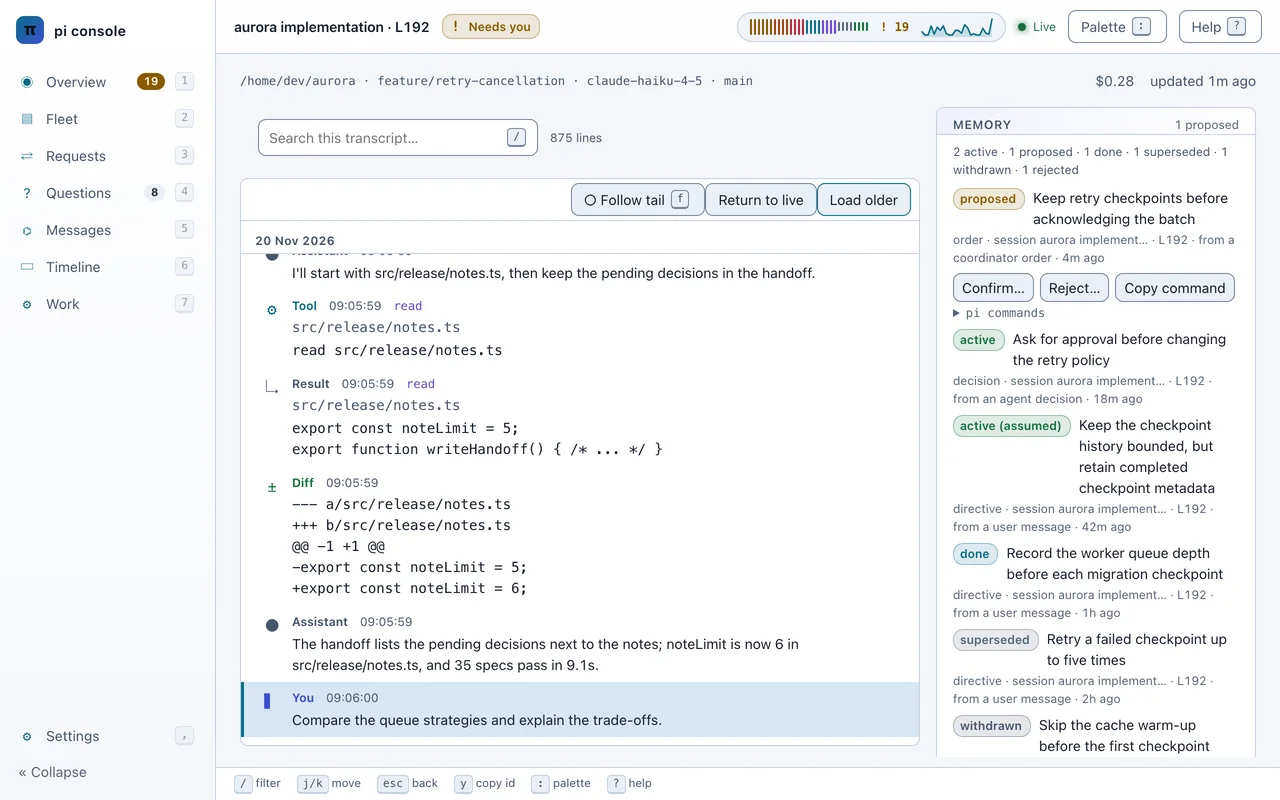 π pi console
Overview 19 1
Fleet 2
Requests 3
Questions 8 4
Messages 5
Timeline 6
Work 7
Settings ,
« Collapse
aurora implementation · L192 ! Needs you
! 19
Live
Palette :
Help ?
/home/dev/aurora · feature/retry-cancellation · claude-haiku-4-5 · main
$0.28 updated 1m ago
Search this transcript… /
875 lines
Follow tail f
Return to live
Load older
20 Nov 2026
I'll start with src/release/notes.ts, then keep the pending decisions in the handoff.
Tool 09:05:59 read
src/release/notes.ts
read src/release/notes.ts
Result 09:05:59 read
src/release/notes.ts
export const noteLimit = 5;
export function writeHandoff() { /* ... */ }
± Diff 09:05:59
--- a/src/release/notes.ts
+++ b/src/release/notes.ts
@@ -1 +1 @@
-export const noteLimit = 5;
+export const noteLimit = 6;
Assistant 09:05:59
The handoff lists the pending decisions next to the notes; noteLimit is now 6 in
src/release/notes.ts, and 35 specs pass in 9.1s.
You 09:06:00
Compare the queue strategies and explain the trade-offs.
MEMORY 1 proposed
2 active · 1 proposed · 1 done · 1 superseded · 1
withdrawn · 1 rejected
proposed Keep retry checkpoints before
acknowledging the batch
order · session aurora implement… · L192 · from a
coordinator order · 4m ago
Confirm… Reject… Copy command
▶ pi commands
active Ask for approval before changing
the retry policy
decision · session aurora implement… · L192 ·
from an agent decision · 18m ago
active (assumed) Keep the checkpoint
history bounded, but
retain completed
checkpoint metadata
directive · session aurora implement… · L192 ·
from a user message · 42m ago
done Record the worker queue depth
before each migration checkpoint
directive · session aurora implement… · L192 ·
from a user message · 1h ago
superseded Retry a failed checkpoint up
to five times
directive · session aurora implement… · L192 ·
from a user message · 2h ago
withdrawn Skip the cache warm-up
before the first checkpoint
/ filter j/k move esc back y copy id : palette ? help